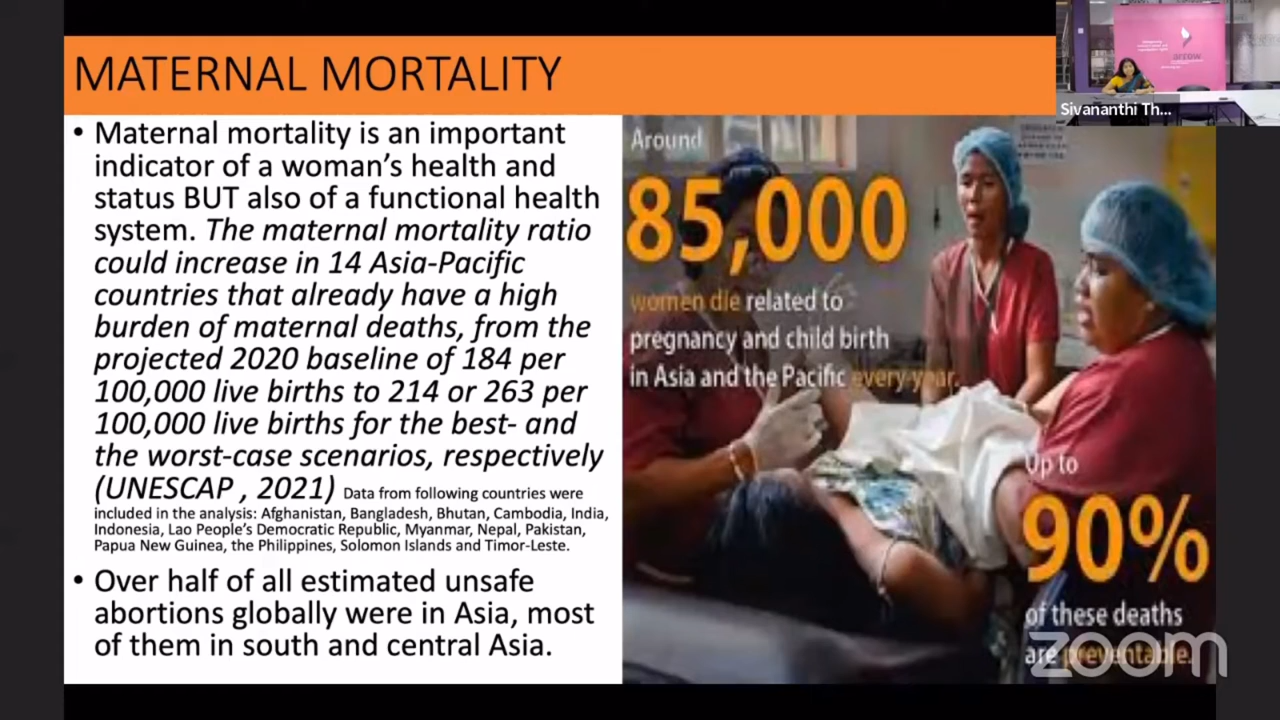 MATERNAL MORTALITY
• Maternal mortality is an important
indicator of a woman's health and
status BUT also of a functional health
system. The maternal mortality ratio
could increase in 14 Asia-Pacific
countries that already have a high
burden of maternal deaths, from the
projected 2020 baseline of 184 per
100,000 live births to 214 or 263 per
100,000 live births for the best- and
the worst-case scenarios, respectively
(UNESCAP , 2021) Data from following countries were
included in the analysis: Afghanistan, Bangladesh, Bhutan, Cambodia, India,
Indonesia, Lao People's Democratic Republic, Myanmar, Nepal, Pakistan,
Papua New Guinea, the Philippines, Solomon Islands and Timor-Leste.
• Over half of all estimated unsafe
abortions globally were in Asia, most
of them in south and central Asia.
Around
85,000
women die related to
pregnancy and child birth
in Asia and the Pacific every year.
Up to
90%
of these deaths
are preventable.
zoom
arrow
Sivananthi Th...